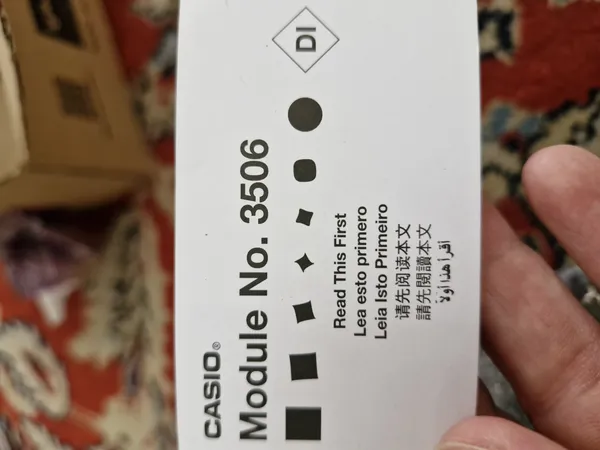 CASIO®
Module No. 3506
DI
Read This First
Lea esto primero
Leia Isto Primeiro
请先阅读本文
請先閱讀本文
اقرأ هذا أولاً